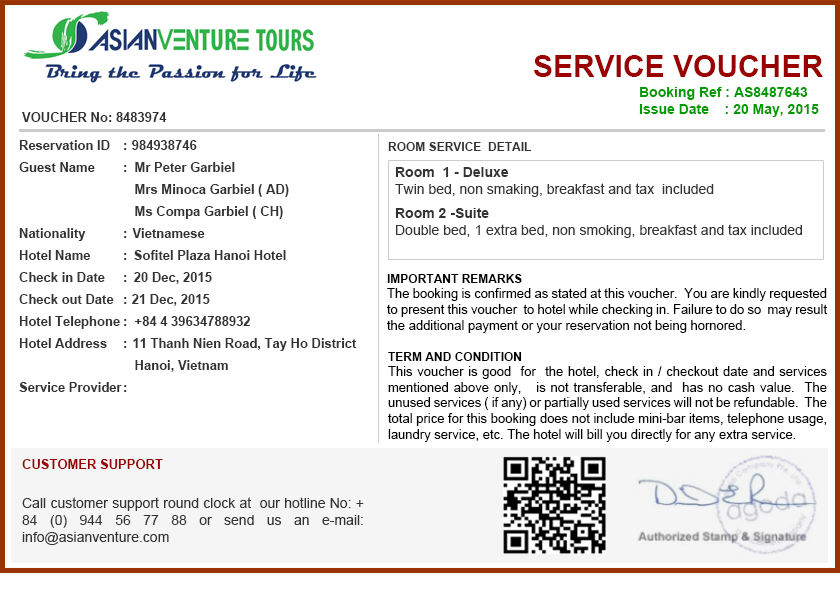 ASIANVENTURE TOURS
Bring the Passion for Life
SERVICE VOUCHER
Booking Ref : AS8487643
Issue Date : 20 May, 2015
VOUCHER No: 8483974
Reservation ID : 984938746
Guest Name : Mr Peter Garbiel
Mrs Minoca Garbiel ( AD)
Ms Compa Garbiel ( CH)
Nationality : Vietnamese
Hotel Name : Sofitel Plaza Hanoi Hotel
Check in Date : 20 Dec, 2015
Check out Date : 21 Dec, 2015
Hotel Telephone : +84 4 39634788932
Hotel Address : 11 Thanh Nien Road, Tay Ho District
Hanoi, Vietnam
Service Provider :
ROOM SERVICE DETAIL
Room 1 - Deluxe
Twin bed, non smaking, breakfast and tax included
Room 2 -Suite
Double bed, 1 extra bed, non smoking, breakfast and tax included
IMPORTANT REMARKS
The booking is confirmed as stated at this voucher. You are kindly requested
to present this voucher to hotel while checking in. Failure to do so may result
the additional payment or your reservation not being hornored.
TERM AND CONDITION
This voucher is good for the hotel, check in / checkout date and services
mentioned above only, is not transferable, and has no cash value. The
unused services ( if any) or partially used services will not be refundable. The
total price for this booking does not include mini-bar items, telephone usage,
laundry service, etc. The hotel will bill you directly for any extra service.
CUSTOMER SUPPORT
Call customer support round clock at our hotline No: +
84 (0) 944 56 77 88 or send us an e-mail:
info@asianventure.com
agoda
Authorized Stamp & Signature